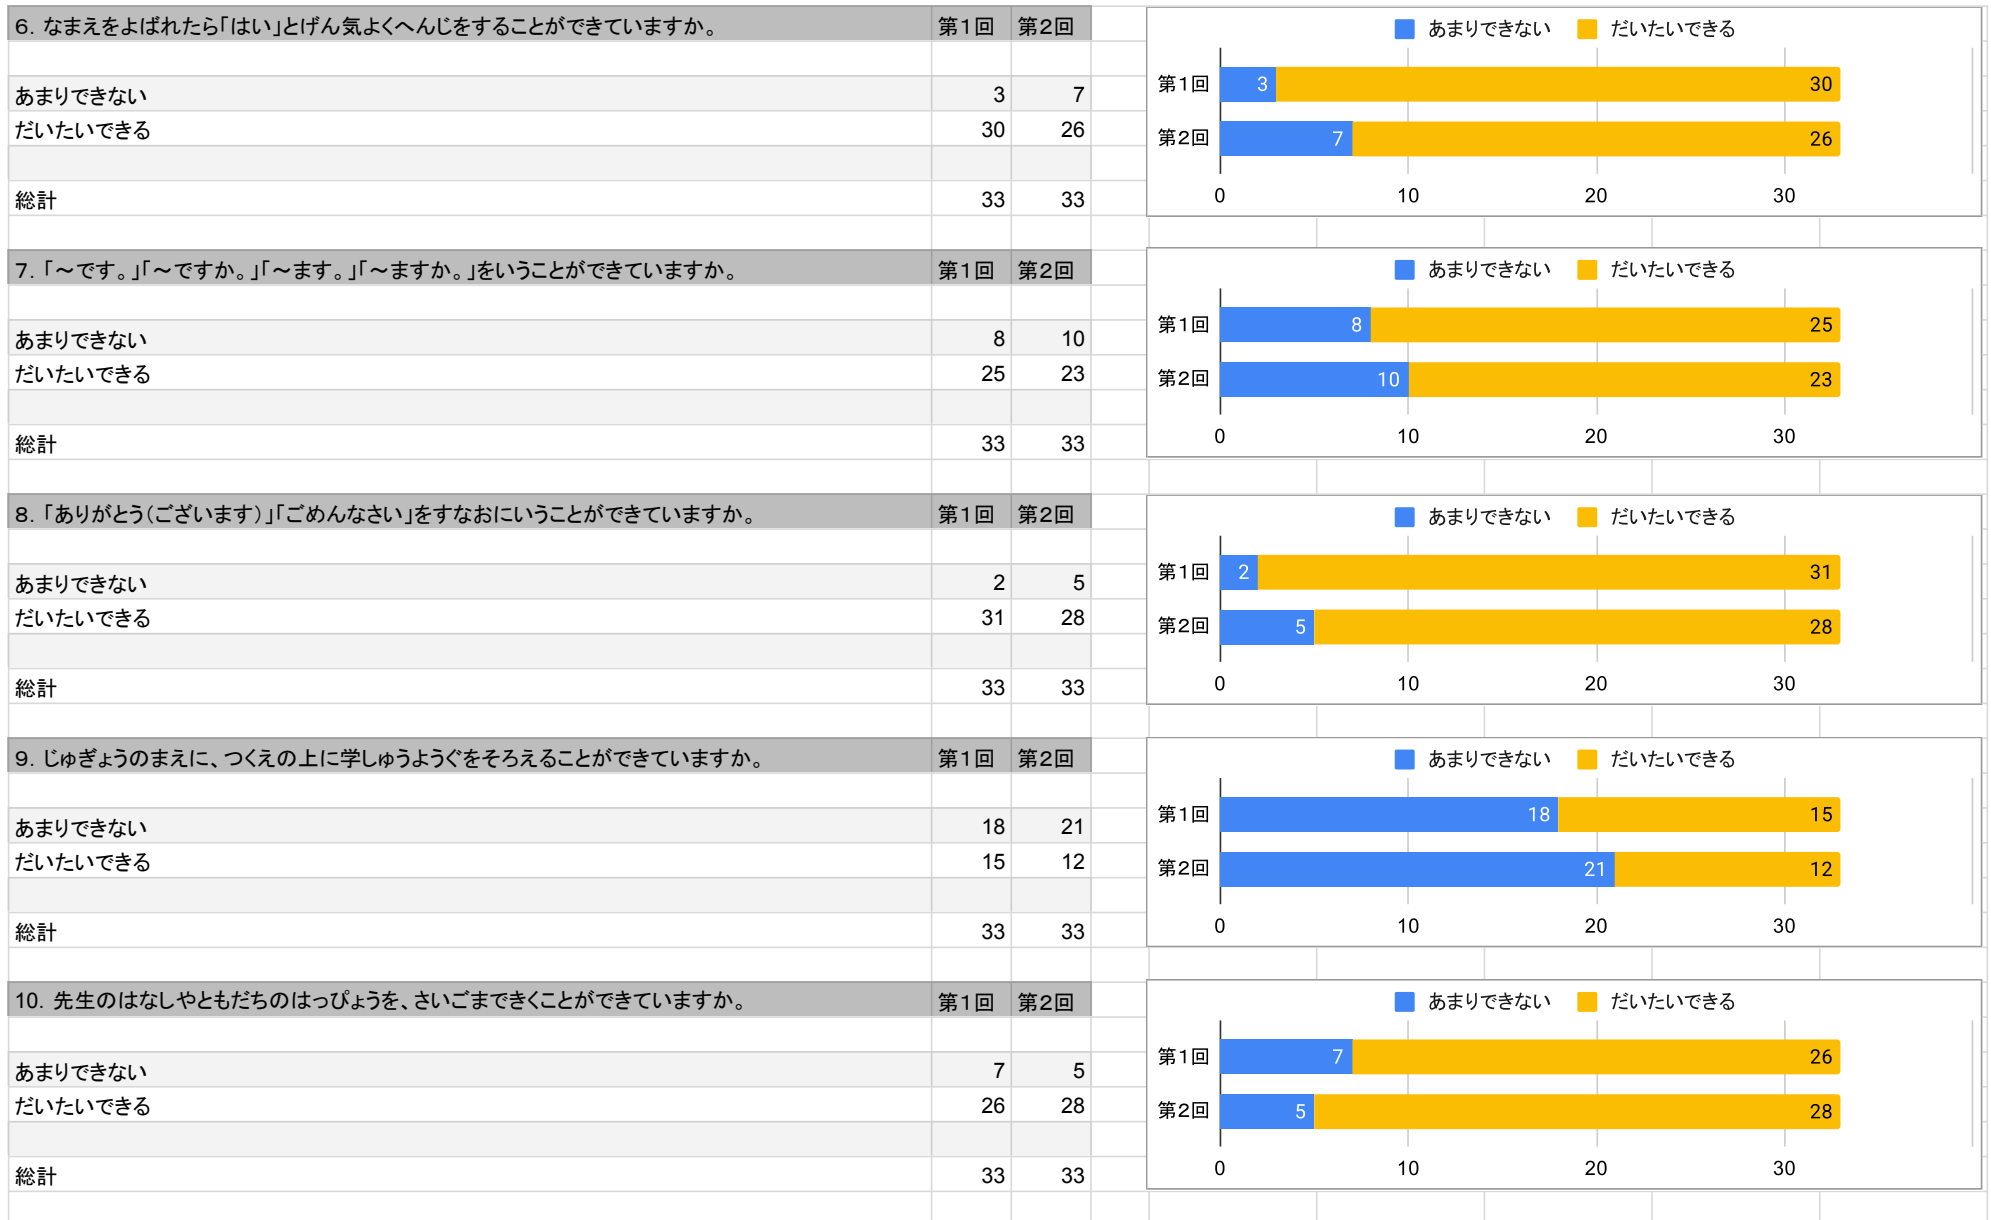 6．なまえをよばれたら「はい」とげん気よくへんじをすることができていますか。 第1回 第2回
あまりできない 3 7
だいたいできる 30 26
総計 33 33
あまりできない だいたいできる
第1回 3 30
第2回 7 26
0 10 20 30
7．「～です。」「～ですか。」「～ます。」「～ますか。」をいうことができていますか。 第1回 第2回
あまりできない 8 10
だいたいできる 25 23
総計 33 33
あまりできない だいたいできる
第1回 8 25
第2回 10 23
0 10 20 30
8．「ありがとう（ございます）」「ごめんなさい」をすなおにいうことができていますか。 第1回 第2回
あまりできない 2 5
だいたいできる 31 28
総計 33 33
あまりできない だいたいできる
第1回 2 31
第2回 5 28
0 10 20 30
9．じゅぎょうのまえに、つくえの上に学しゅうようぐをそろえることができていますか。 第1回 第2回
あまりできない 18 21
だいたいできる 15 12
総計 33 33
あまりできない だいたいできる
第1回 18 15
第2回 21 12
0 10 20 30
10．先生のはなしやともだちのはっぴょうを、さいごまできくことができていますか。 第1回 第2回
あまりできない 7 5
だいたいできる 26 28
総計 33 33
あまりできない だいたいできる
第1回 7 26
第2回 5 28
0 10 20 30